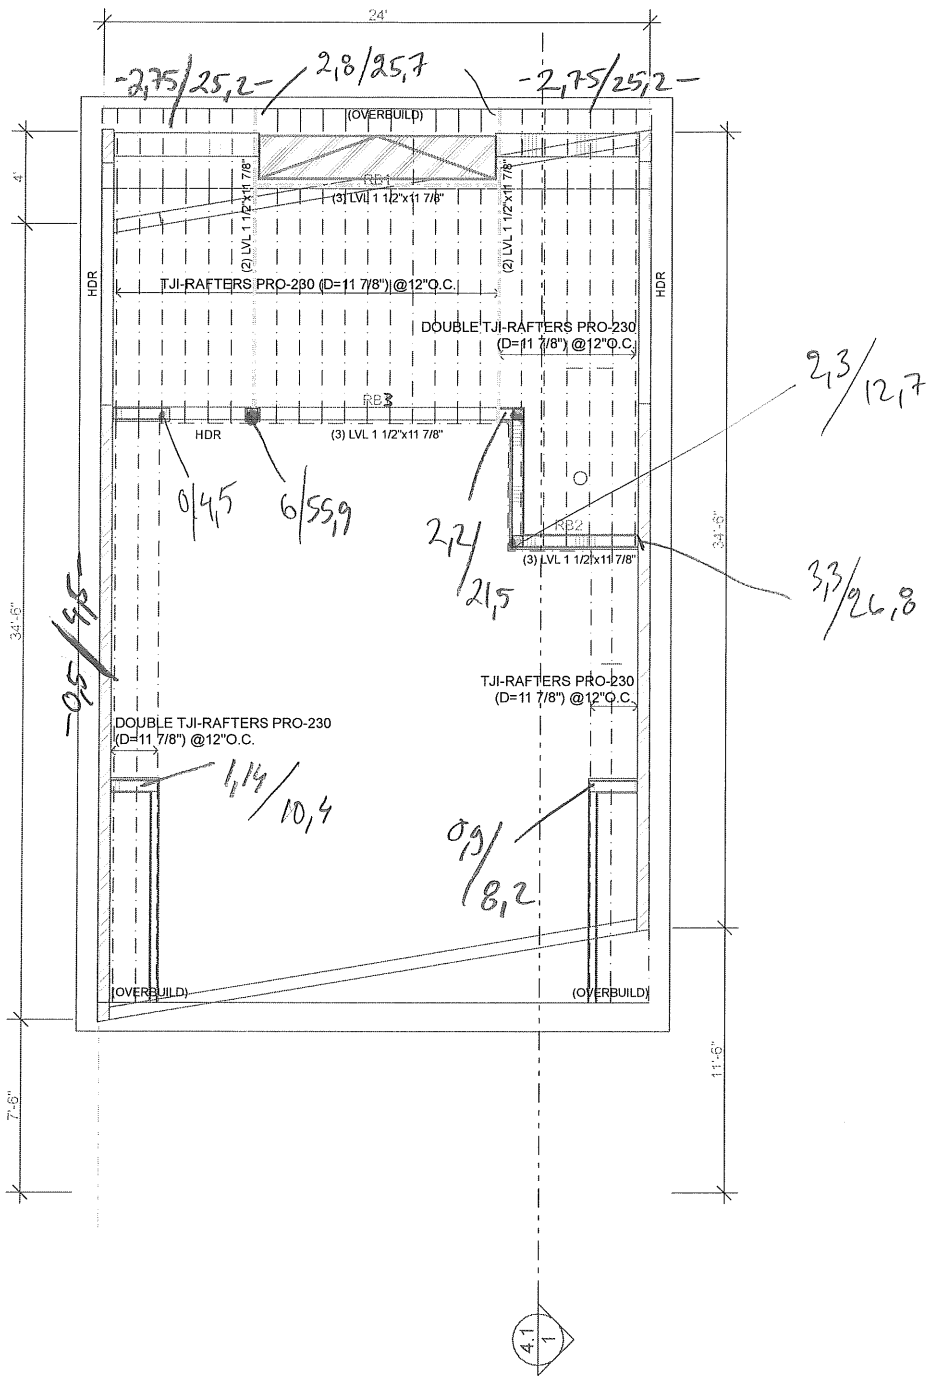 24'
-2,75/25,2-
2,8/25,7
-2,75/25,2-
(OVERBUILD)
4'
RB1
(3) LVL 1 1/2"x11 7/8"
(2) LVL 1 1/2"x11 7/8"
(2) LVL 1 1/2"x11 7/8"
HDR
HDR
TJI-RAFTERS PRO-230 (D=11 7/8") @12"O.C.
DOUBLE TJI-RAFTERS PRO-230
(D=11 7/8") @12"O.C.
2,3/12,7
RB3
HDR
(3) LVL 1 1/2"x11 7/8"
0/4,5
6/55,9
2,2/21,5
RB2
(3) LVL 1 1/2"x11 7/8"
34'-6"
3,3/26,8
34'-6"
-0,5/4,5-
TJI-RAFTERS PRO-230
(D=11 7/8") @12"O.C.
DOUBLE TJI-RAFTERS PRO-230
(D=11 7/8") @12"O.C.
1,14/10,4
0,9/8,2
(OVERBUILD)
(OVERBUILD)
7'-6"
11'-6"
4.1
1